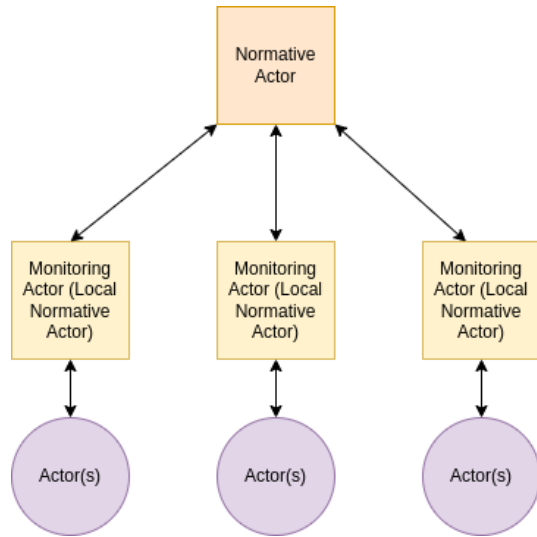 Normative
Actor
Monitoring
Actor (Local
Normative
Actor)
Monitoring
Actor (Local
Normative
Actor)
Monitoring
Actor (Local
Normative
Actor)
Actor(s)
Actor(s)
Actor(s)